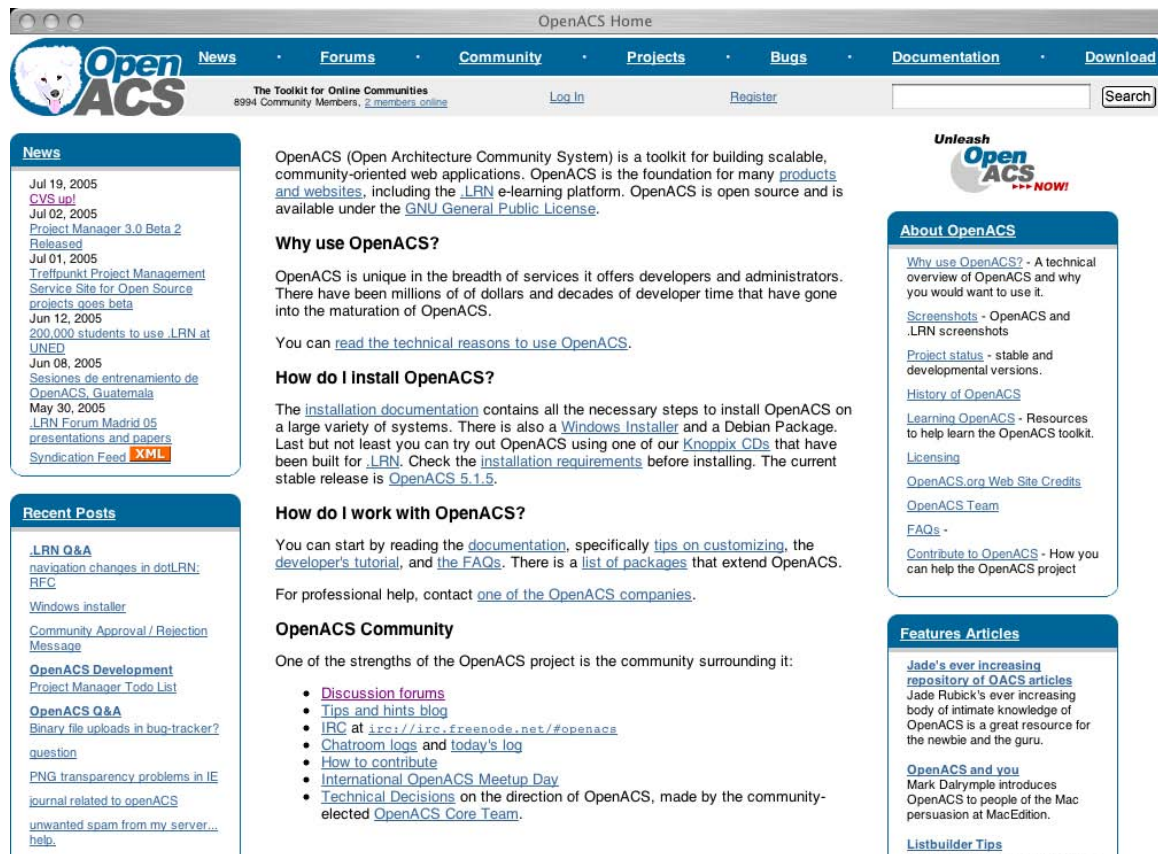 OpenACS Home
Open ACS
News · Forums · Community · Projects · Bugs · Documentation · Download
The Toolkit for Online Communities
8994 Community Members, 2 members online
Log In
Register
Search
News
Jul 19, 2005
CVS up!
Jul 02, 2005
Project Manager 3.0 Beta 2
Released
Jul 01, 2005
Treffpunkt Project Management
Service Site for Open Source
projects goes beta
Jun 12, 2005
200,000 students to use .LRN at
UNED
Jun 08, 2005
Sesiones de entrenamiento de
OpenACS, Guatemala
May 30, 2005
.LRN Forum Madrid 05
presentations and papers
Syndication Feed XML
Recent Posts
.LRN Q&A
navigation changes in dotLRN:
RFC
Windows installer
Community Approval / Rejection
Message
OpenACS Development
Project Manager Todo List
OpenACS Q&A
Binary file uploads in bug-tracker?
question
PNG transparency problems in IE
journal related to openACS
unwanted spam from my server...
help.
OpenACS (Open Architecture Community System) is a toolkit for building scalable,
community-oriented web applications. OpenACS is the foundation for many products
and websites, including the .LRN e-learning platform. OpenACS is open source and is
available under the GNU General Public License.
Why use OpenACS?
OpenACS is unique in the breadth of services it offers developers and administrators.
There have been millions of of dollars and decades of developer time that have gone
into the maturation of OpenACS.
You can read the technical reasons to use OpenACS.
How do I install OpenACS?
The installation documentation contains all the necessary steps to install OpenACS on
a large variety of systems. There is also a Windows Installer and a Debian Package.
Last but not least you can try out OpenACS using one of our Knoppix CDs that have
been built for .LRN. Check the installation requirements before installing. The current
stable release is OpenACS 5.1.5.
How do I work with OpenACS?
You can start by reading the documentation, specifically tips on customizing, the
developer's tutorial, and the FAQs. There is a list of packages that extend OpenACS.
For professional help, contact one of the OpenACS companies.
OpenACS Community
One of the strengths of the OpenACS project is the community surrounding it:
• Discussion forums
• Tips and hints blog
• IRC at irc://irc.freenode.net/#openacs
• Chatroom logs and today's log
• How to contribute
• International OpenACS Meetup Day
• Technical Decisions on the direction of OpenACS, made by the community-
elected OpenACS Core Team.
Unleash
Open
ACS
NOW!
About OpenACS
Why use OpenACS? - A technical
overview of OpenACS and why
you would want to use it.
Screenshots - OpenACS and
.LRN screenshots
Project status - stable and
developmental versions.
History of OpenACS
Learning OpenACS - Resources
to help learn the OpenACS toolkit.
Licensing
OpenACS.org Web Site Credits
OpenACS Team
FAQs -
Contribute to OpenACS - How you
can help the OpenACS project
Features Articles
Jade's ever increasing
repository of OACS articles
Jade Rubick's ever increasing
body of intimate knowledge of
OpenACS is a great resource for
the newbie and the guru.
OpenACS and you
Mark Dalrymple introduces
OpenACS to people of the Mac
persuasion at MacEdition.
Listbuilder Tips